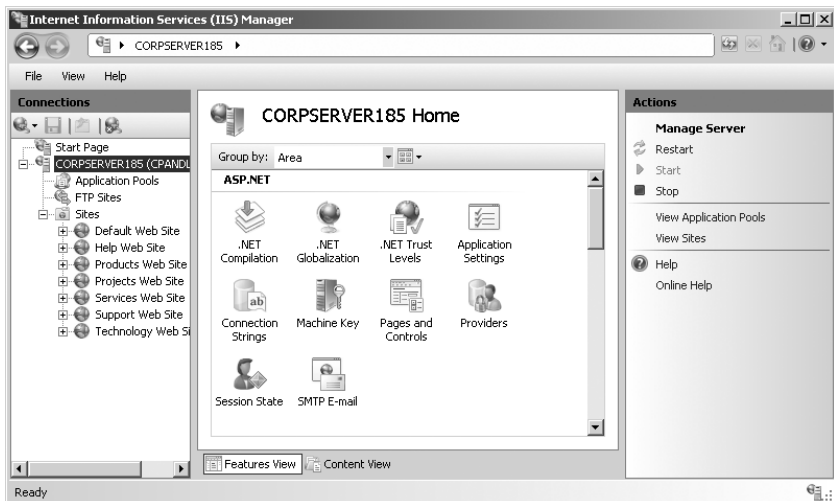 Internet Information Services (IIS) Manager
CORPSERVER185
File View Help
Connections
Start Page
CORPSERVER185 (CPANDL
Application Pools
FTP Sites
Sites
Default Web Site
Help Web Site
Products Web Site
Projects Web Site
Services Web Site
Support Web Site
Technology Web Si
CORPSERVER185 Home
Group by: Area
ASP.NET
.NET Compilation
.NET Globalization
.NET Trust Levels
Application Settings
ab
Connection Strings
Machine Key
Pages and Controls
Providers
Session State
SMTP E-mail
Features View
Content View
Actions
Manage Server
Restart
Start
Stop
View Application Pools
View Sites
Help
Online Help
Ready